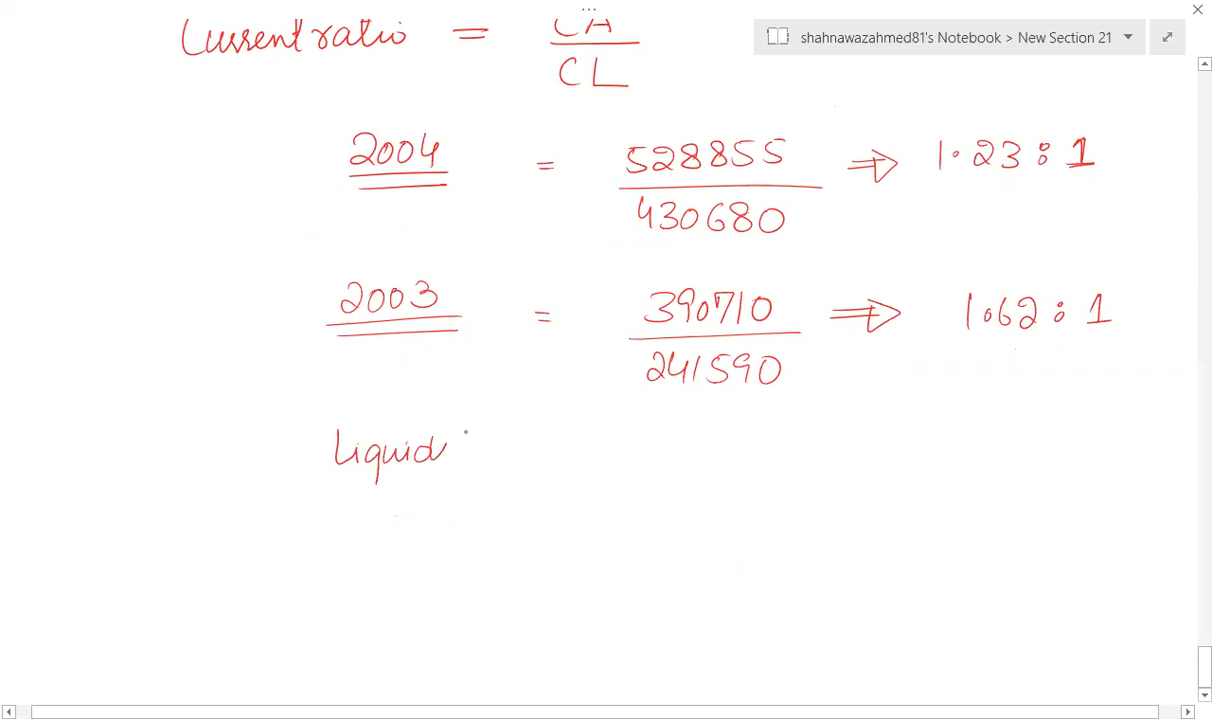 shahnawazahmed81's Notebook > New Section 21
Current ratio = CA / CL
2004 = 528855 / 430680 ⇒ 1.23 : 1
2003 = 390710 / 241590 ⇒ 1.62 : 1
Liquid